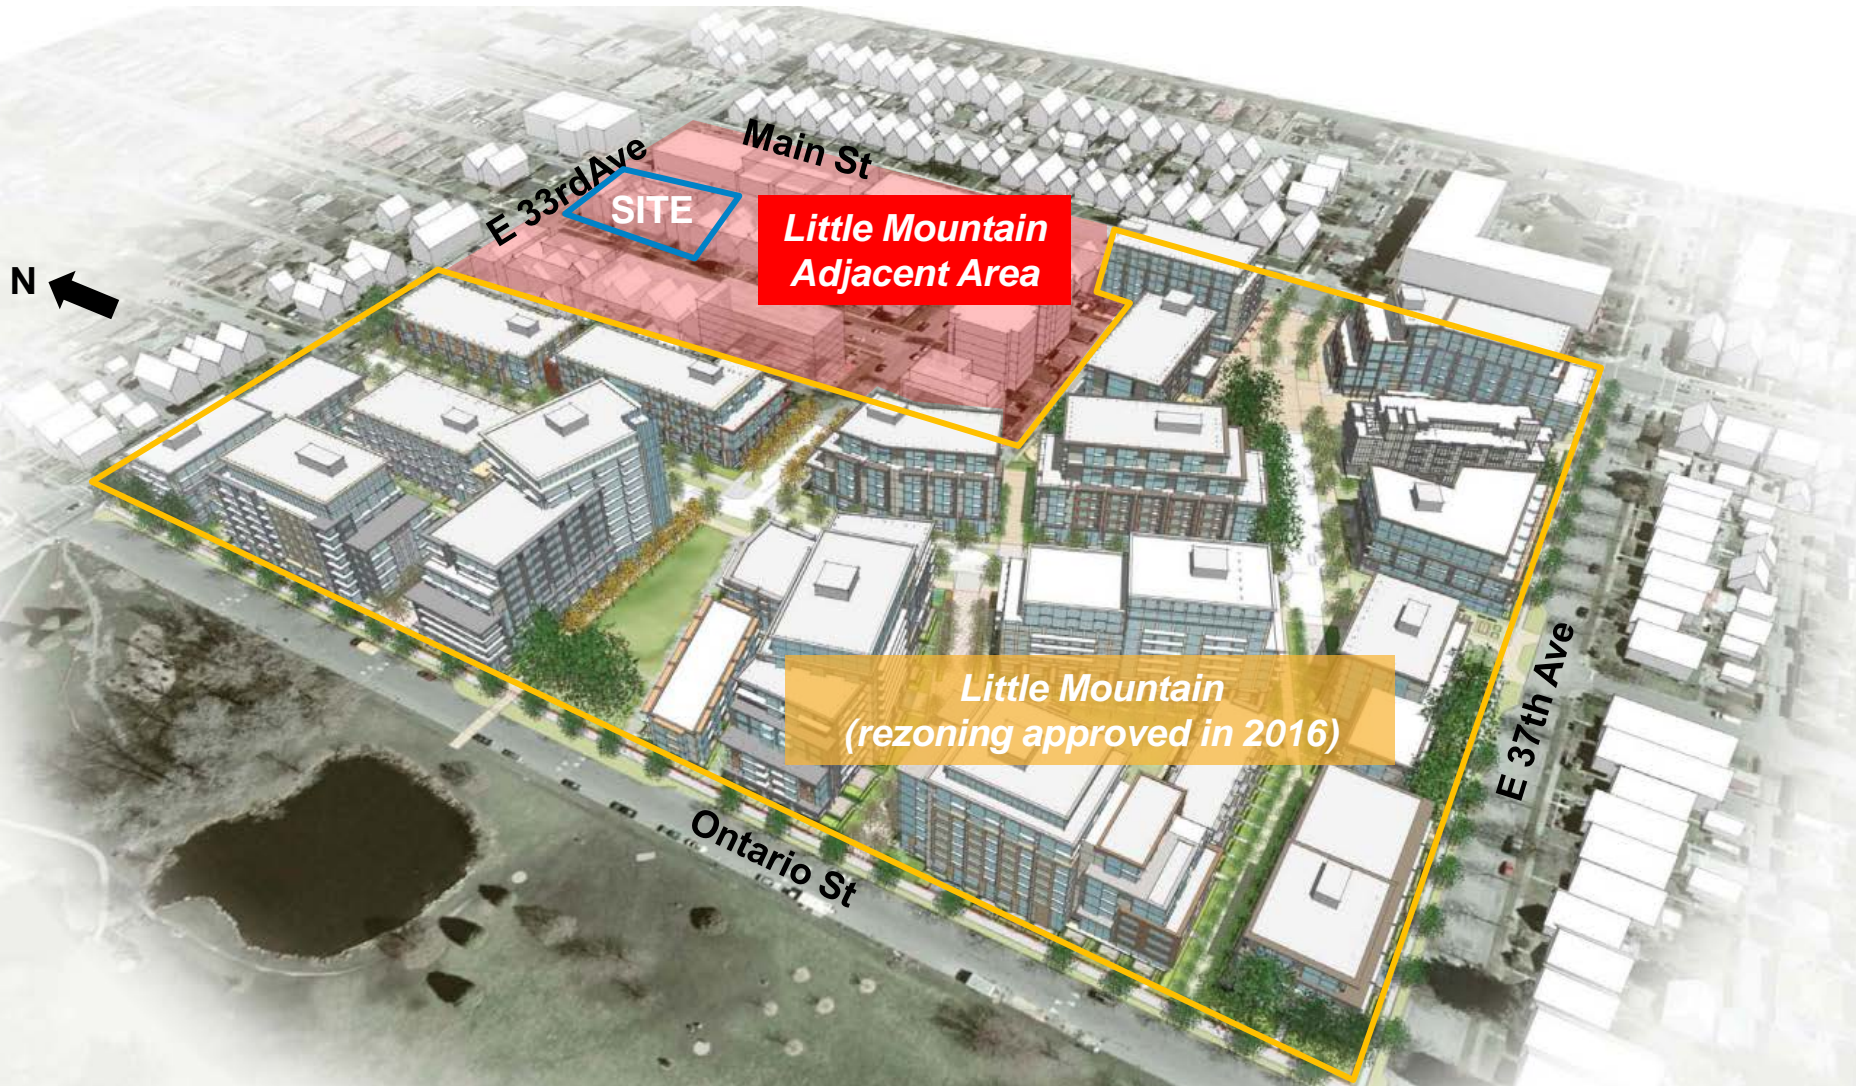 Main St
E 33rdAve
SITE
Little Mountain
Adjacent Area
N
Little Mountain
(rezoning approved in 2016)
E 37th Ave
Ontario St